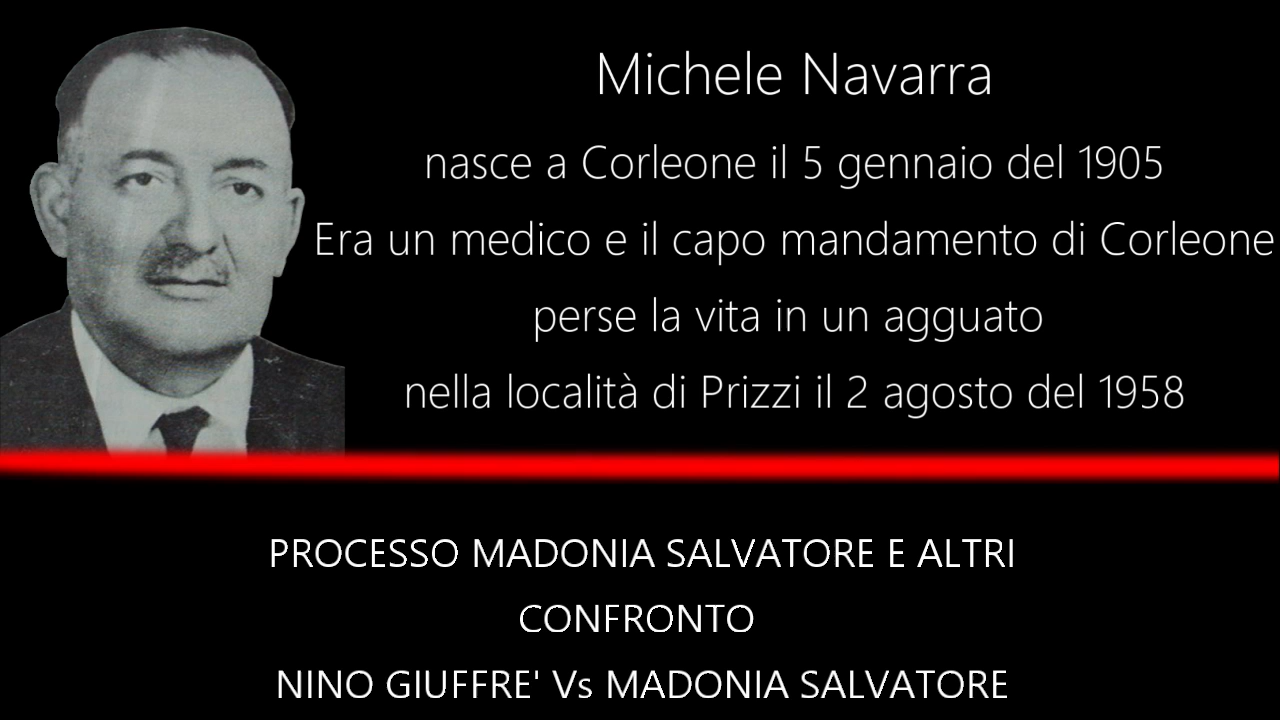 Michele Navarra
nasce a Corleone il 5 gennaio del 1905
Era un medico e il capo mandamento di Corleone
perse la vita in un agguato
nella località di Prizzi il 2 agosto del 1958
PROCESSO MADONIA SALVATORE E ALTRI
CONFRONTO
NINO GIUFFRE' Vs MADONIA SALVATORE